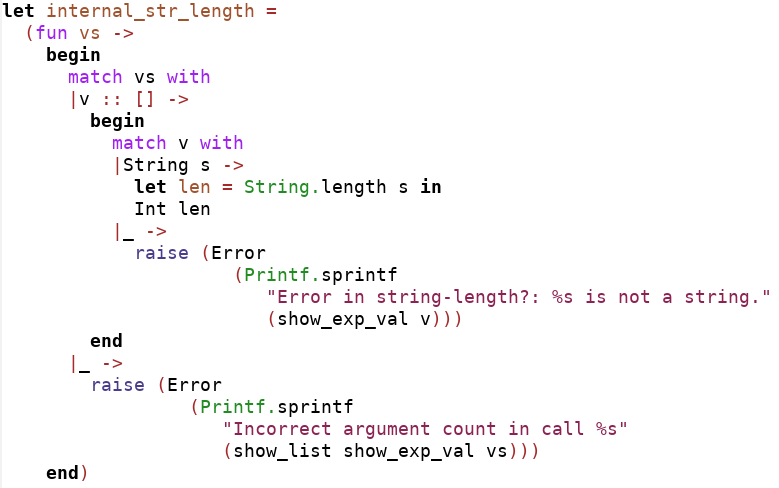 let internal_str_length =
  (fun vs ->
    begin
      match vs with
      |v :: [] ->
        begin
          match v with
          |String s ->
            let len = String.length s in
            Int len
          |_ ->
            raise (Error
                     (Printf.sprintf
                        "Error in string-length?: %s is not a string."
                        (show_exp_val v)))
        end
      |_ ->
        raise (Error
                 (Printf.sprintf
                    "Incorrect argument count in call %s"
                    (show_list show_exp_val vs)))
    end)